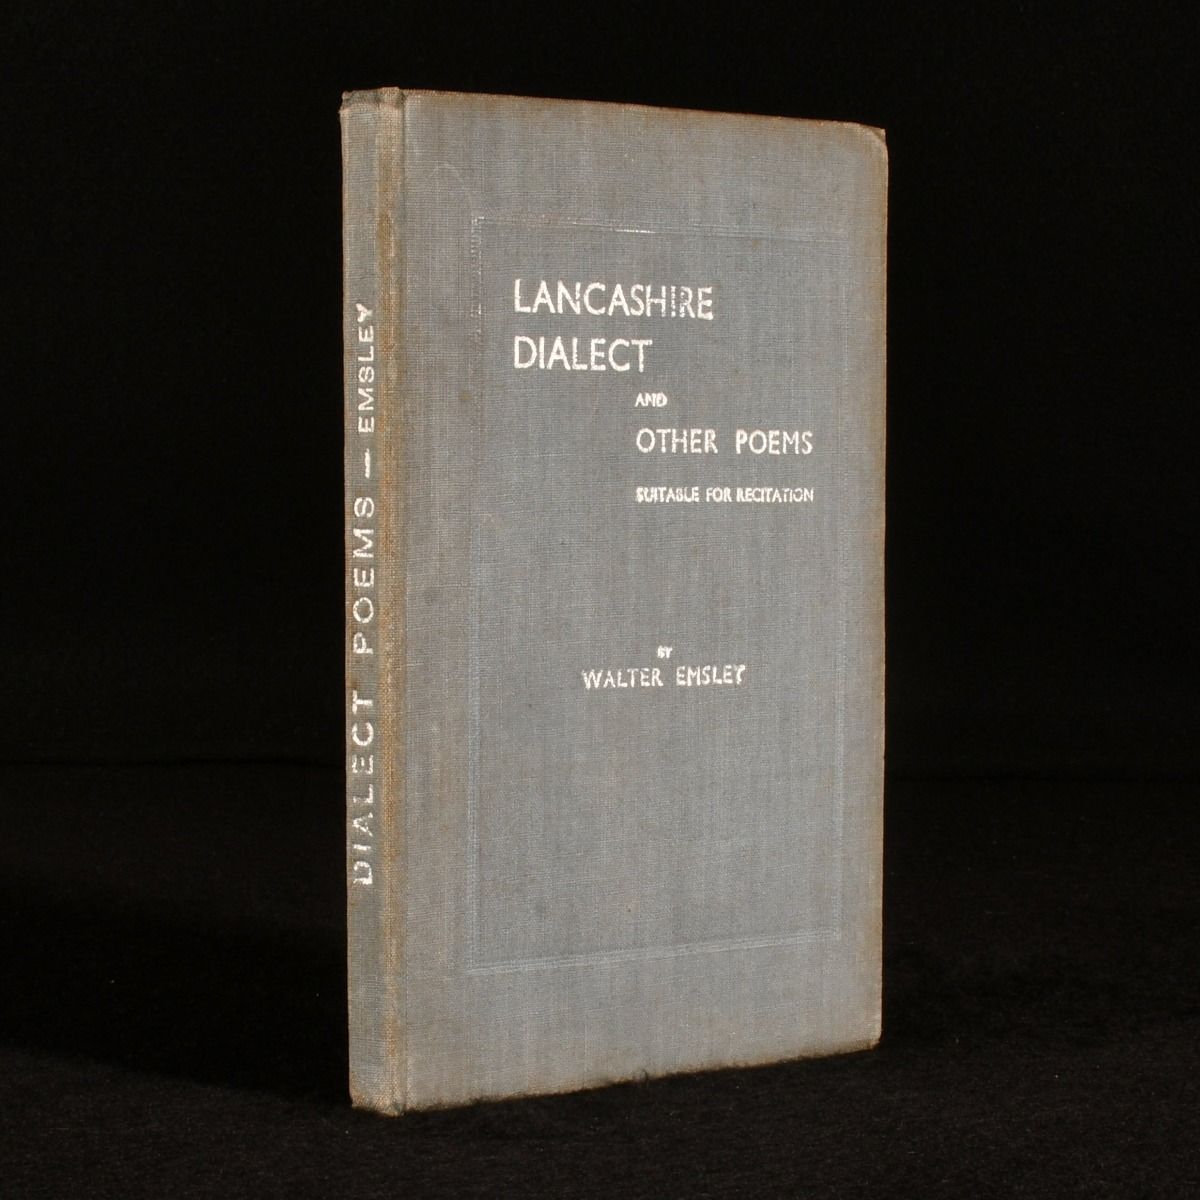 LANCASHIRE
DIALECT
AND
OTHER POEMS
SUITABLE FOR RECITATION
BY
WALTER EMSLEY
DIALECT POEMS — EMSLEY